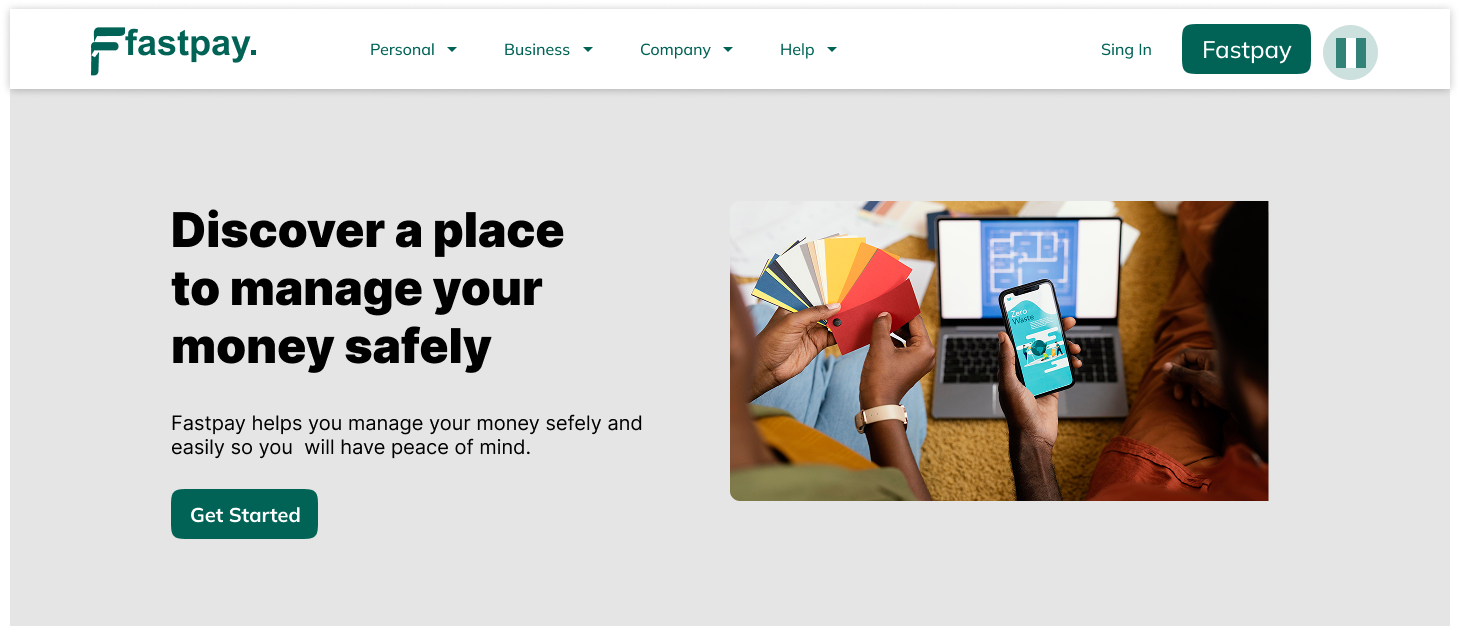 fastpay.
Personal
Business
Company
Help
Sing In
Fastpay
Discover a place
to manage your
money safely
Fastpay helps you manage your money sefely and
easily so you will have peace of mind.
Get Started
Zero
Waste